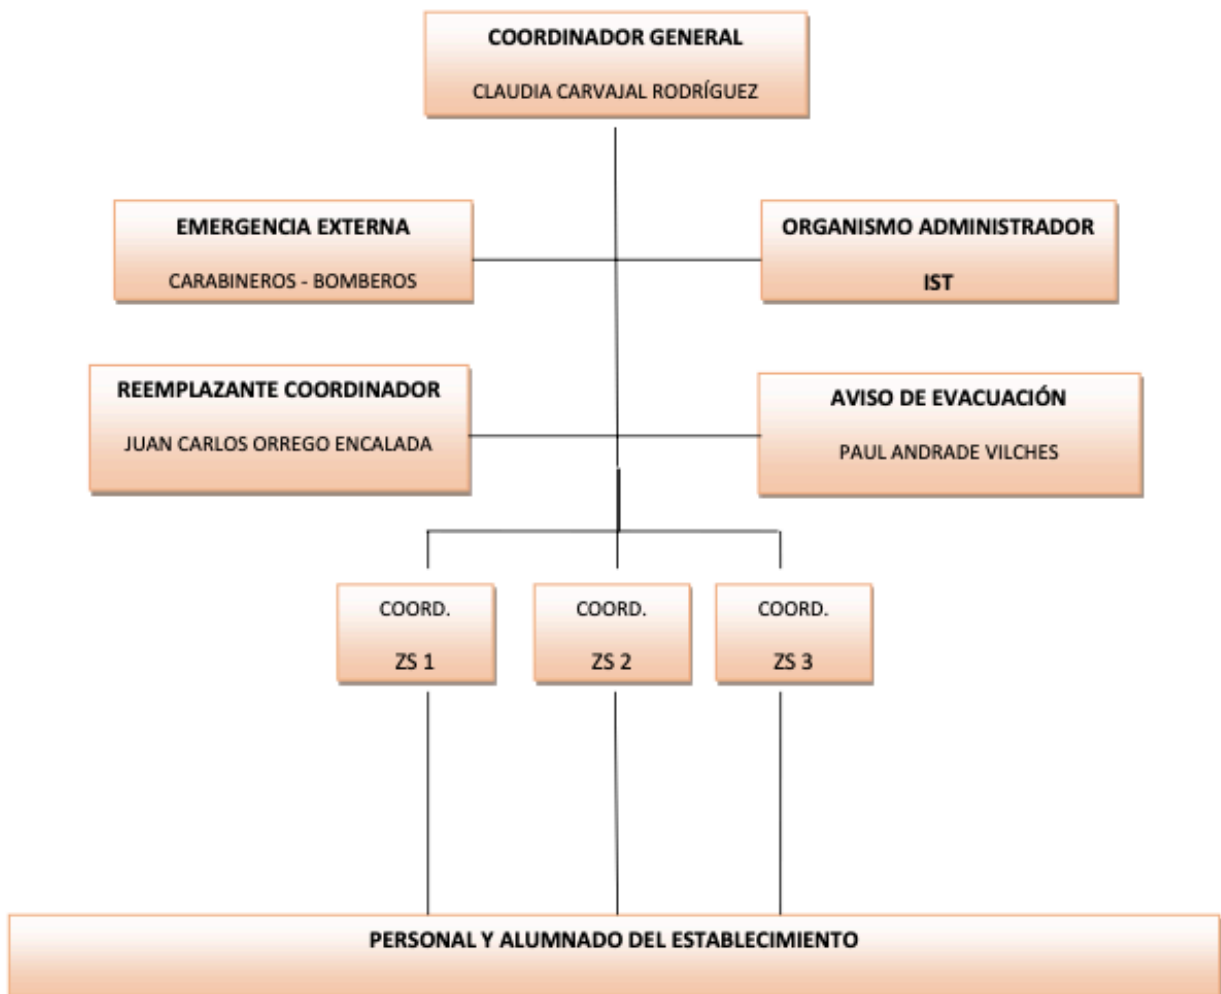 COORDINADOR GENERAL
CLAUDIA CARVAJAL RODRÍGUEZ
EMERGENCIA EXTERNA
CARABINEROS - BOMBEROS
ORGANISMO ADMINISTRADOR
IST
REEMPLAZANTE COORDINADOR
JUAN CARLOS ORREGO ENCALADA
AVISO DE EVACUACIÓN
PAUL ANDRADE VILCHES
COORD.
ZS 1
COORD.
ZS 2
COORD.
ZS 3
PERSONAL Y ALUMNADO DEL ESTABLECIMIENTO